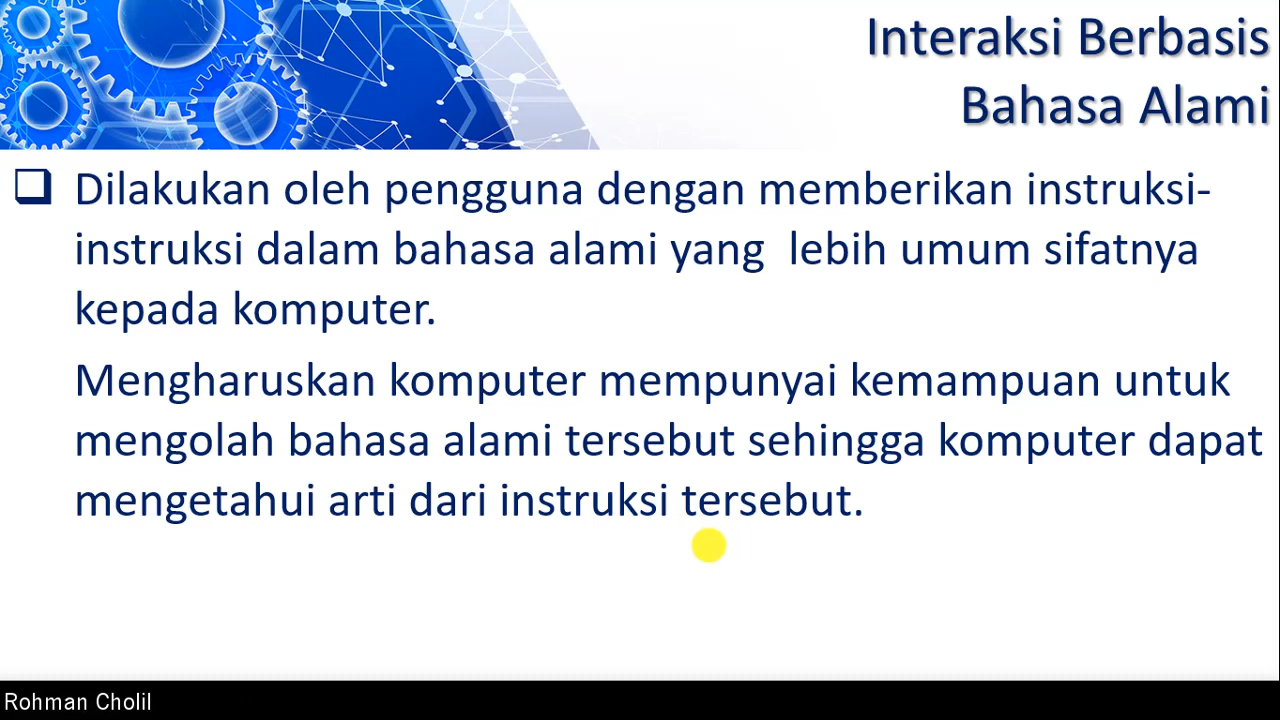 Interaksi Berbasis
Bahasa Alami
Dilakukan oleh pengguna dengan memberikan instruksi-
instruksi dalam bahasa alami yang  lebih umum sifatnya
kepada komputer.
Mengharuskan komputer mempunyai kemampuan untuk
mengolah bahasa alami tersebut sehingga komputer dapat
mengetahui arti dari instruksi tersebut.
Rohman Cholil